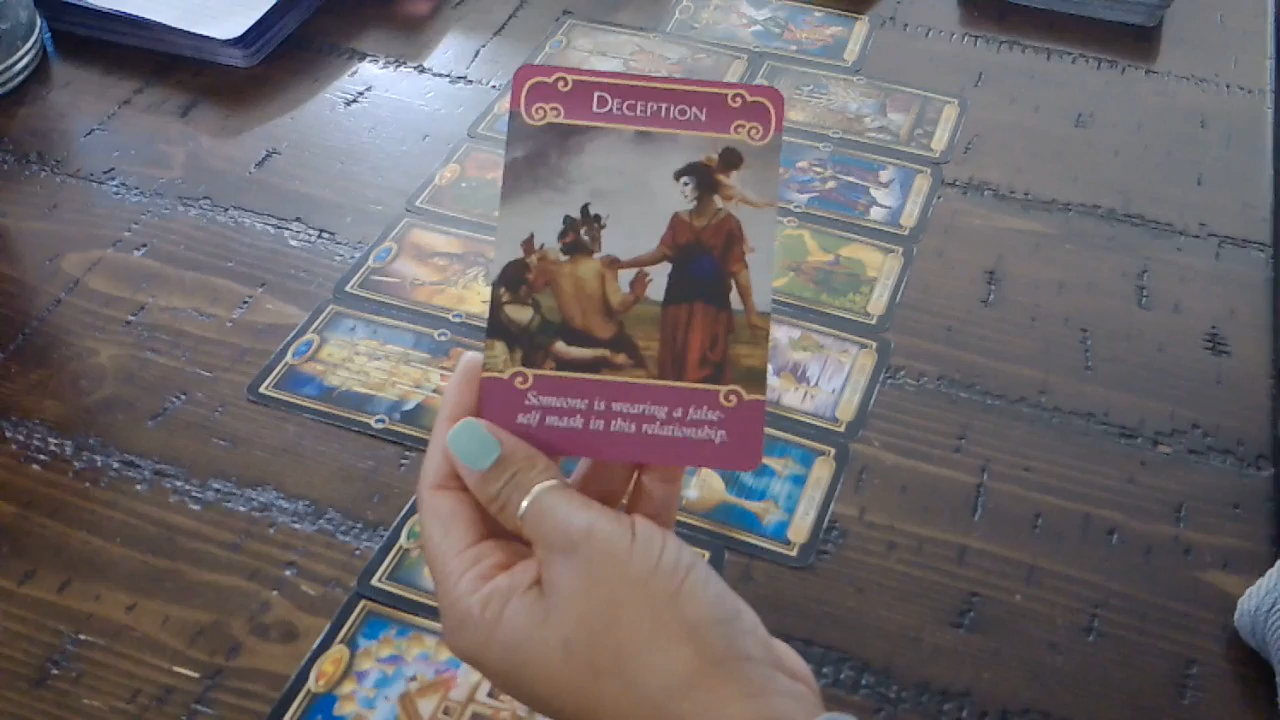 DECEPTION
Someone is wearing a false-
self mask in this relationship.